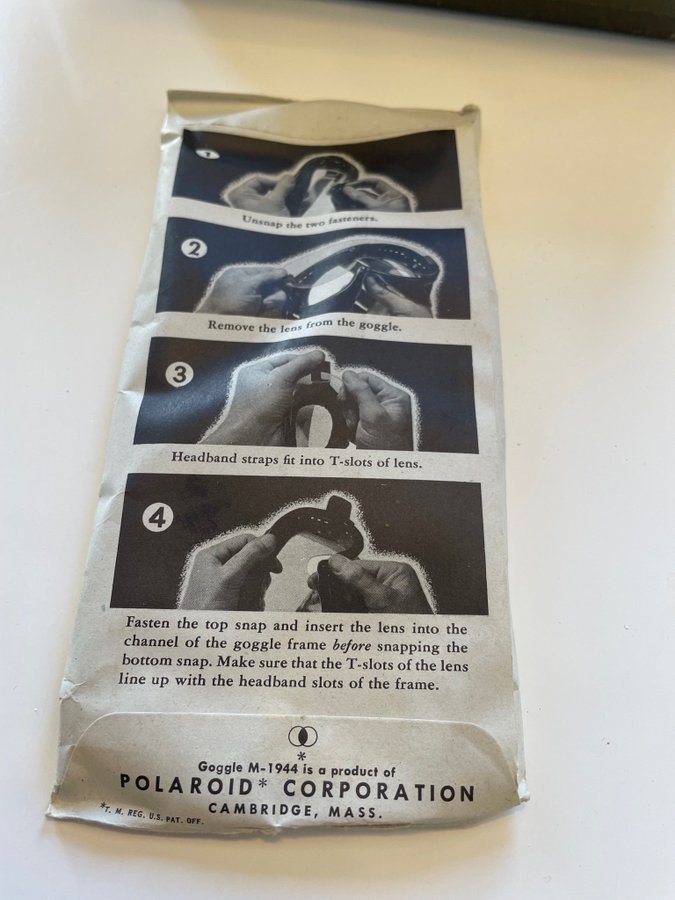 1
Unsnap the two fasteners.
2
Remove the lens from the goggle.
3
Headband straps fit into T-slots of lens.
4
Fasten the top snap and insert the lens into the
channel of the goggle frame before snapping the
bottom snap. Make sure that the T-slots of the lens
line up with the headband slots of the frame.
*
Goggle M-1944 is a product of
POLAROID* CORPORATION
CAMBRIDGE, MASS.
*T. M. REG. U.S. PAT. OFF.